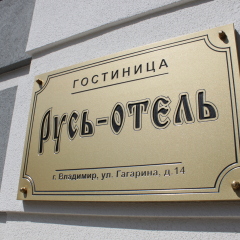 ГОСТИНИЦА
РУСЬ-ОТЕЛЬ
г. Владимир, ул. Гагарина, д.14